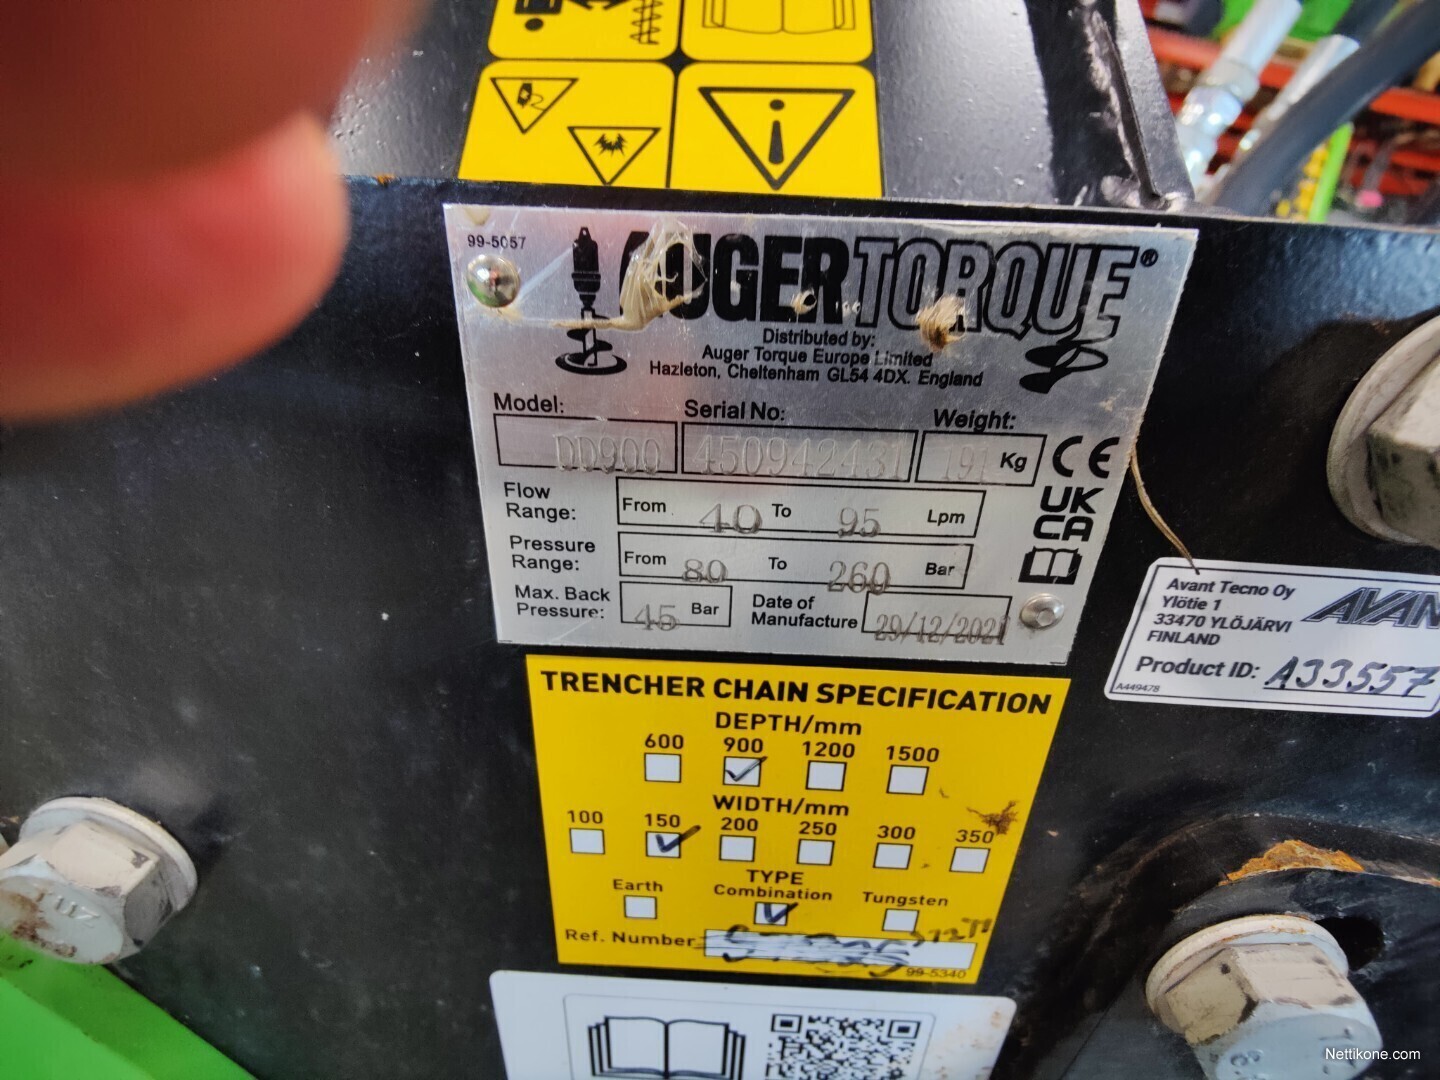 99-5057
AUGERTORQUE®
Distributed by:
Auger Torque Europe Limited
Hazleton, Cheltenham GL54 4DX. England
Model: Serial No: Weight:
DD900 450942431 191 Kg
CE
UK
CA
Flow
Range: From 40 To 95 Lpm
Pressure
Range: From 80 To 260 Bar
Max. Back
Pressure: 45 Bar
Date of
Manufacture 29/12/2021
Avant Tecno Oy
Ylötie 1
33470 YLÖJÄRVI
FINLAND
AVAN
Product ID: A33557
A449478
TRENCHER CHAIN SPECIFICATION
DEPTH/mm
600 900 1200 1500
WIDTH/mm
100 150 200 250 300 350
TYPE
Earth Combination Tungsten
Ref. Number
99-5340
Nettikone.com